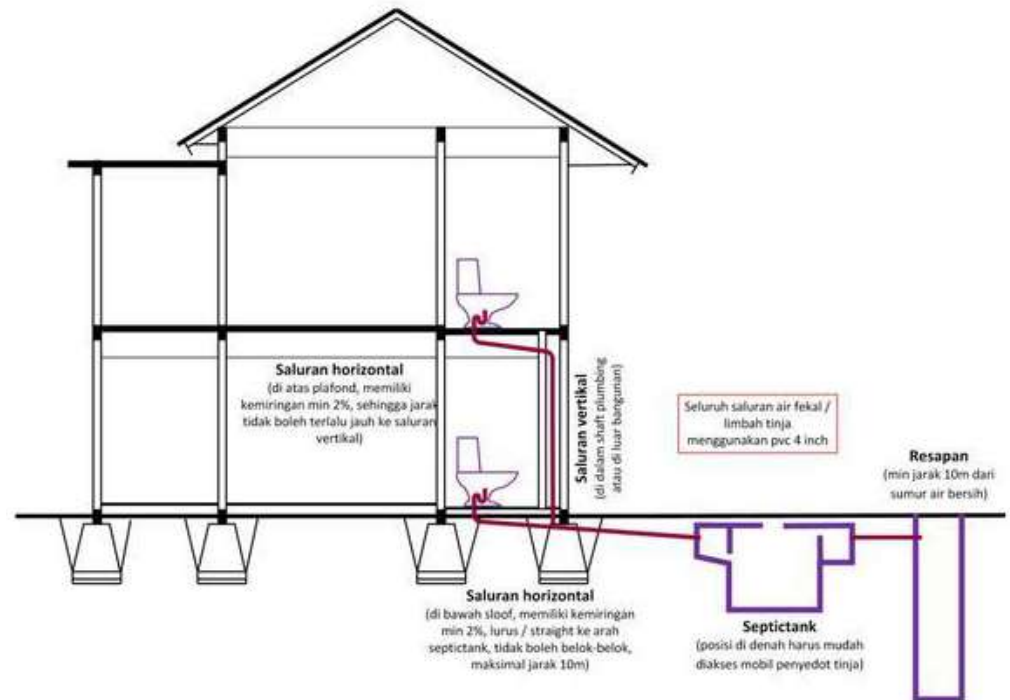 Saluran horizontal
(di atas plafond, memiliki
kemiringan min 2%, sehingga jarak
tidak boleh terlalu jauh ke saluran
vertikal)
Saluran vertikal
(di dalam shaft plumbing
atau di luar bangunan)
Seluruh saluran air fekal /
limbah tinja
menggunakan pvc 4 inch
Resapan
(min jarak 10m dari
sumur air bersih)
Saluran horizontal
(di bawah sloof, memiliki kemiringan
min 2%, lurus / straight ke arah
septictank, tidak boleh belok-belok,
maksimal jarak 10m)
Septictank
(posisi di denah harus mudah
diakses mobil penyedot tinja)